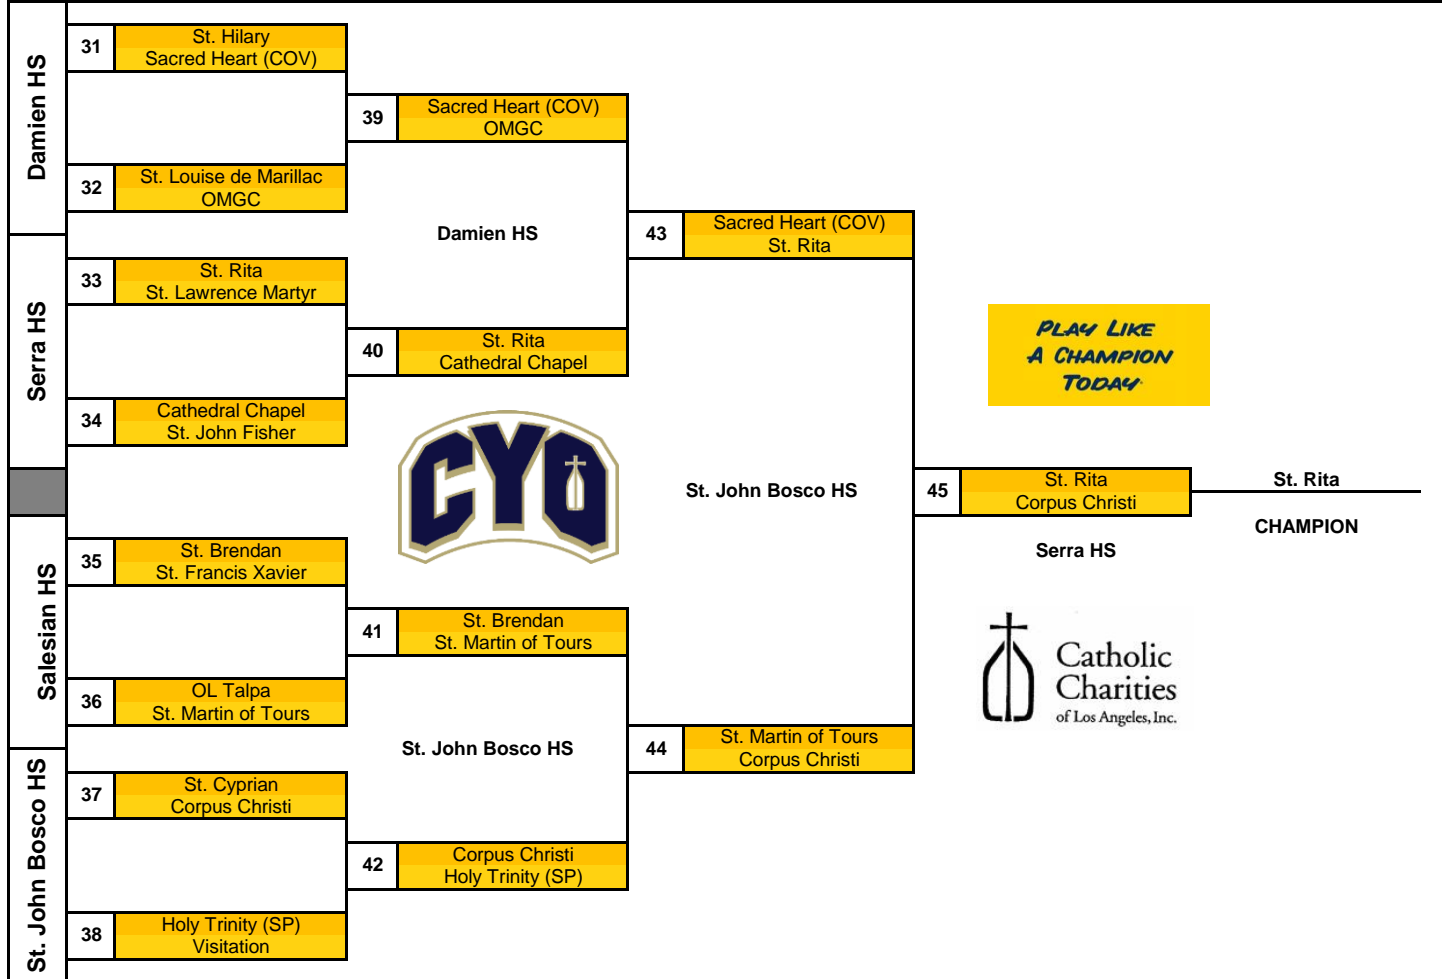 Damien HS
31
St. Hilary
Sacred Heart (COV)
32
St. Louise de Marillac
OMGC
Serra HS
33
St. Rita
St. Lawrence Martyr
34
Cathedral Chapel
St. John Fisher
Salesian HS
35
St. Brendan
St. Francis Xavier
36
OL Talpa
St. Martin of Tours
St. John Bosco HS
37
St. Cyprian
Corpus Christi
38
Holy Trinity (SP)
Visitation
39
Sacred Heart (COV)
OMGC
Damien HS
40
St. Rita
Cathedral Chapel
CYO
41
St. Brendan
St. Martin of Tours
St. John Bosco HS
42
Corpus Christi
Holy Trinity (SP)
43
Sacred Heart (COV)
St. Rita
St. John Bosco HS
44
St. Martin of Tours
Corpus Christi
PLAY LIKE
A CHAMPION
TODAY
45
St. Rita
Corpus Christi
Serra HS
St. Rita
CHAMPION
Catholic
Charities
of Los Angeles, Inc.